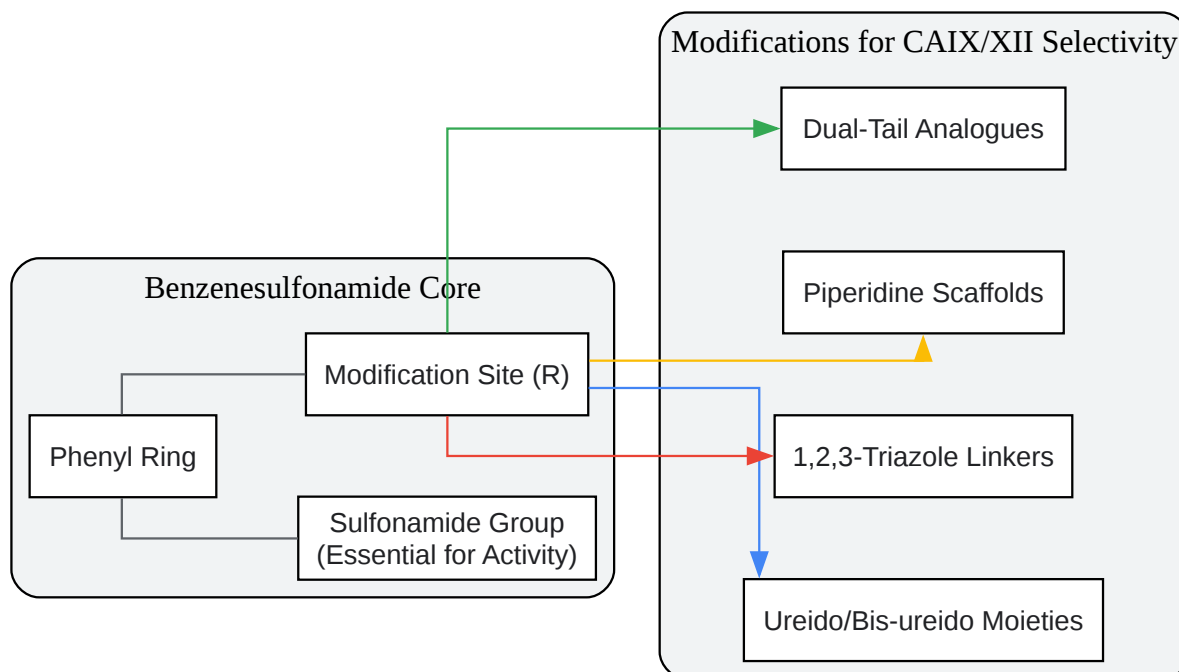 Modifications for CAIX/XII Selectivity
Dual-Tail Analogues
Piperidine Scaffolds
1,2,3-Triazole Linkers
Ureido/Bis-ureido Moieties
Benzenesulfonamide Core
Modification Site (R)
Phenyl Ring
Sulfonamide Group
(Essential for Activity)